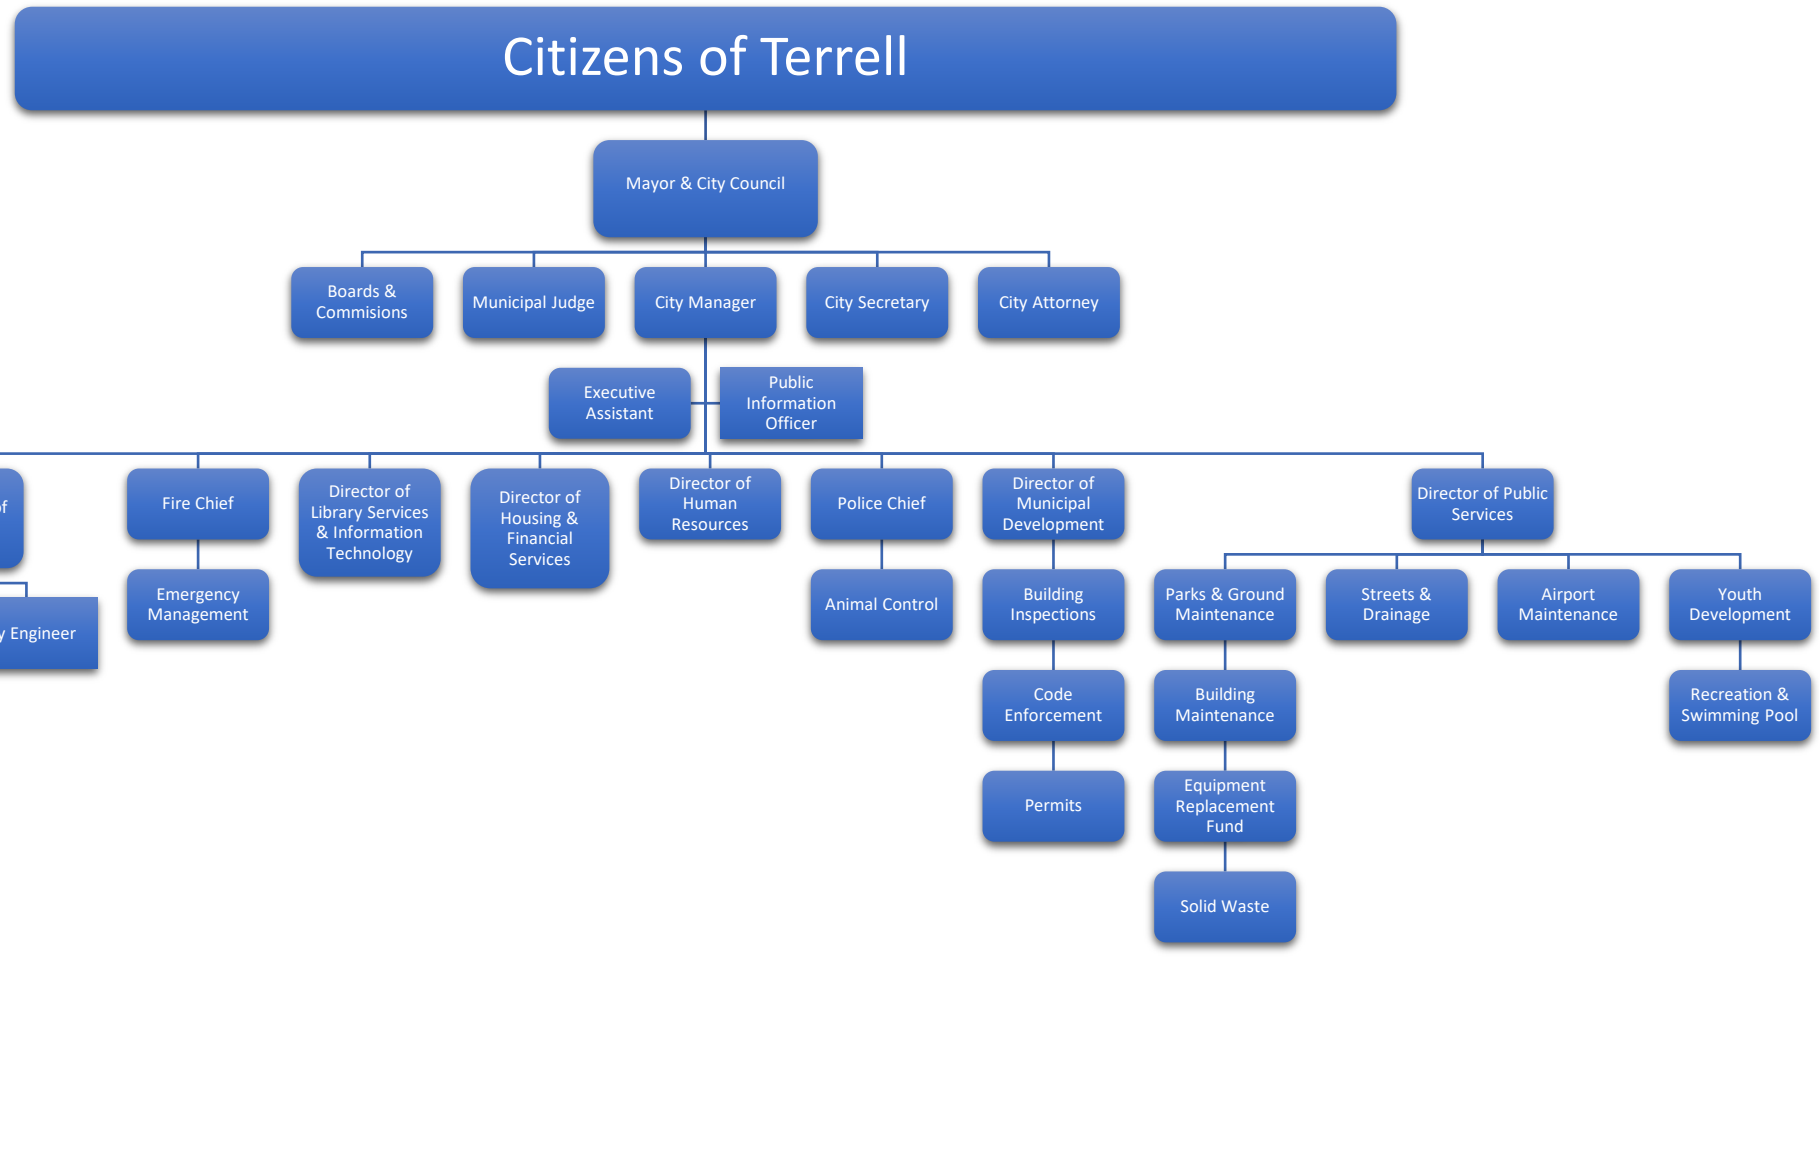 Citizens of Terrell
Mayor & City Council
Boards &
Commisions
Municipal Judge
City Manager
City Secretary
City Attorney
Executive
Assistant
Public
Information
Officer
Fire Chief
Director of
Library Services
& Information
Technology
Director of
Housing &
Financial
Services
Director of
Human
Resources
Police Chief
Director of
Municipal
Development
Director of Public
Services
Engineer
Emergency
Management
Animal Control
Building
Inspections
Parks & Ground
Maintenance
Streets &
Drainage
Airport
Maintenance
Youth
Development
Code
Enforcement
Building
Maintenance
Recreation &
Swimming Pool
Permits
Equipment
Replacement
Fund
Solid Waste